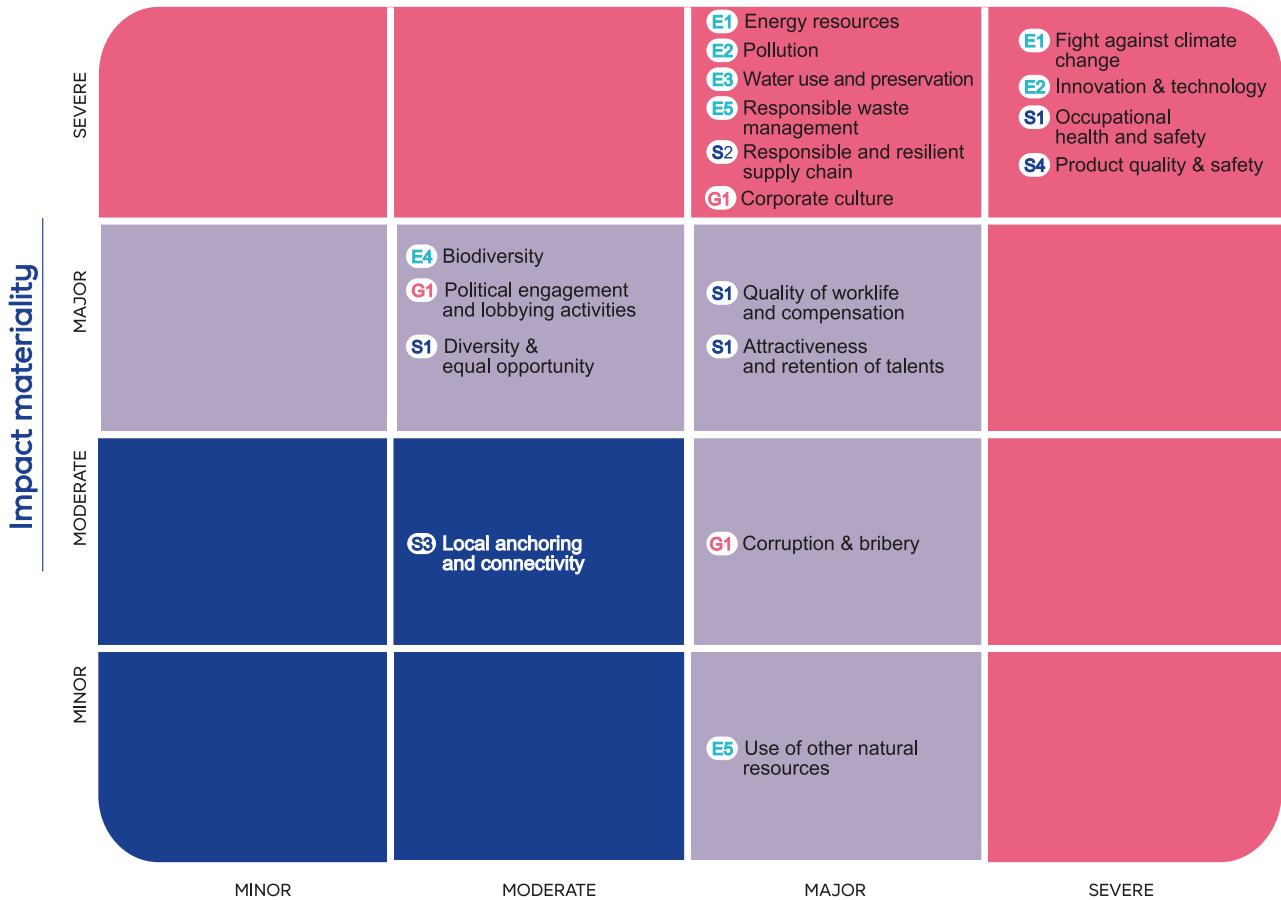 Impact materiality
SEVERE
E1 Energy resources
E2 Pollution
E3 Water use and preservation
E5 Responsible waste
management
S2 Responsible and resilient
supply chain
G1 Corporate culture
E1 Fight against climate
change
E2 Innovation & technology
S1 Occupational
health and safety
S4 Product quality & safety
MAJOR
E4 Biodiversity
G1 Political engagement
and lobbying activities
S1 Diversity &
equal opportunity
S1 Quality of worklife
and compensation
S1 Attractiveness
and retention of talents
MODERATE
S3 Local anchoring
and connectivity
G1 Corruption & bribery
MINOR
E5 Use of other natural
resources
MINOR
MODERATE
MAJOR
SEVERE